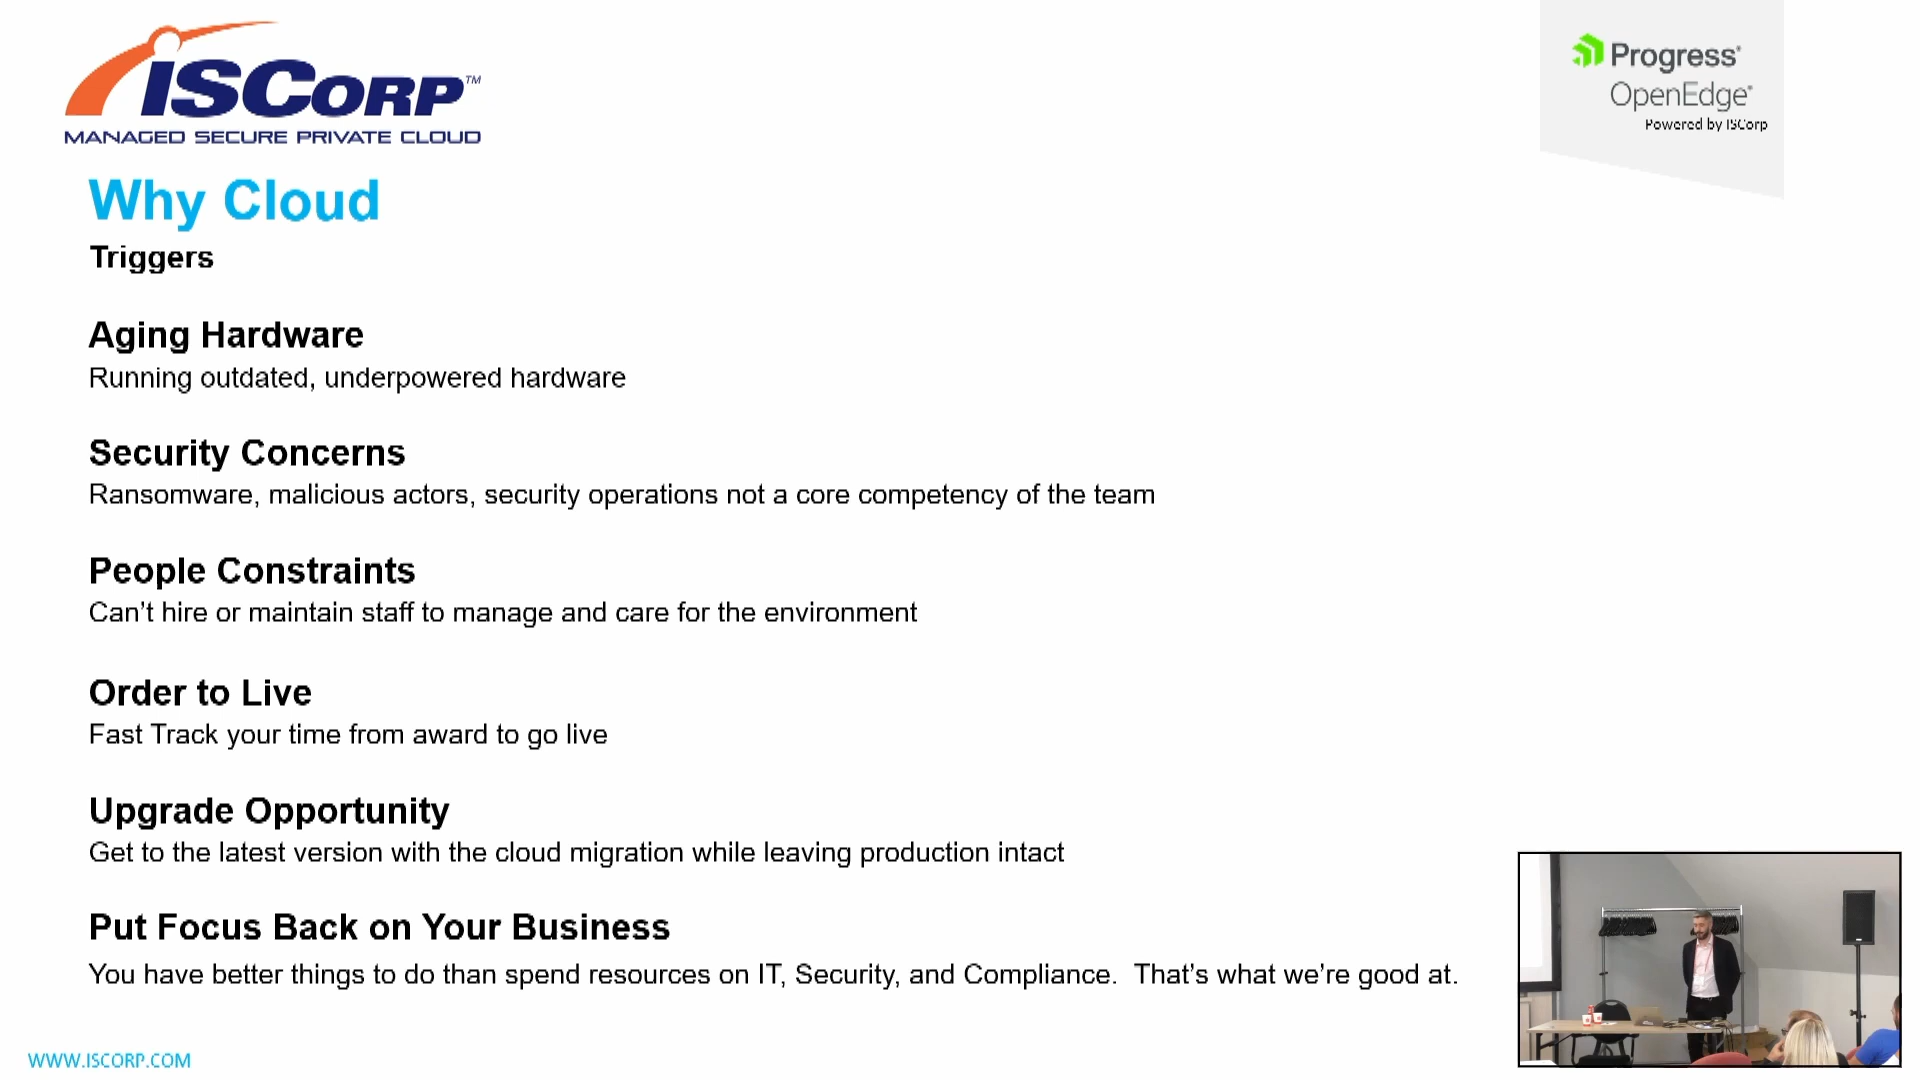 ISCORP™
MANAGED SECURE PRIVATE CLOUD
Progress®
OpenEdge®
Powered by ISCorp
Why Cloud
Triggers
Aging Hardware
Running outdated, underpowered hardware
Security Concerns
Ransomware, malicious actors, security operations not a core competency of the team
People Constraints
Can’t hire or maintain staff to manage and care for the environment
Order to Live
Fast Track your time from award to go live
Upgrade Opportunity
Get to the latest version with the cloud migration while leaving production intact
Put Focus Back on Your Business
You have better things to do than spend resources on IT, Security, and Compliance.  That’s what we’re good at.
WWW.ISCORP.COM